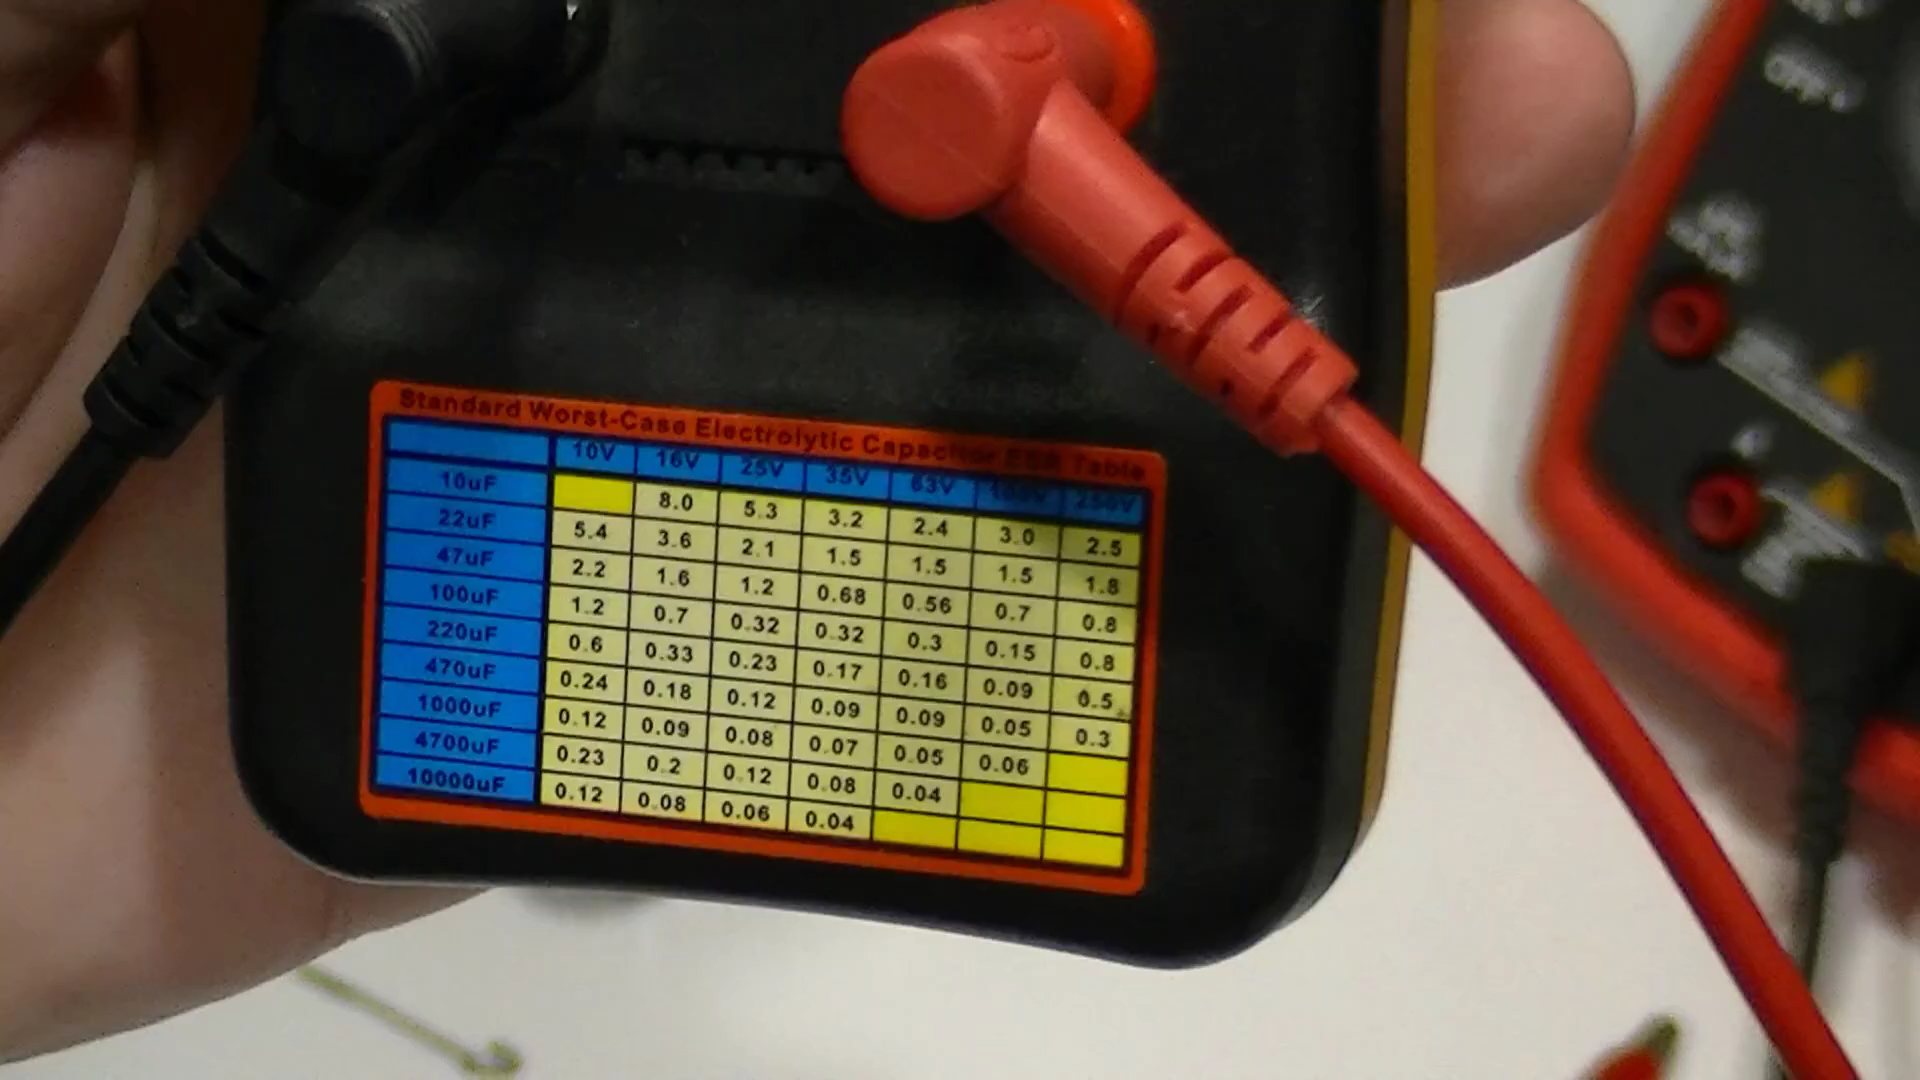 Standard Worst-Case Electrolytic Capacitor ESR Table
10V 16V 25V 35V 63V 160V 250V
10uF 8.0 5.3 3.2 2.4 3.0 2.5
22uF 5.4 3.6 2.1 1.5 1.5 1.5 1.8
47uF 2.2 1.6 1.2 0.68 0.56 0.7 0.8
100uF 1.2 0.7 0.32 0.32 0.3 0.15 0.8
220uF 0.6 0.33 0.23 0.17 0.16 0.09 0.5
470uF 0.24 0.18 0.12 0.09 0.09 0.05 0.3
1000uF 0.12 0.09 0.08 0.07 0.05 0.06
4700uF 0.23 0.2 0.12 0.08 0.04
10000uF 0.12 0.08 0.06 0.04